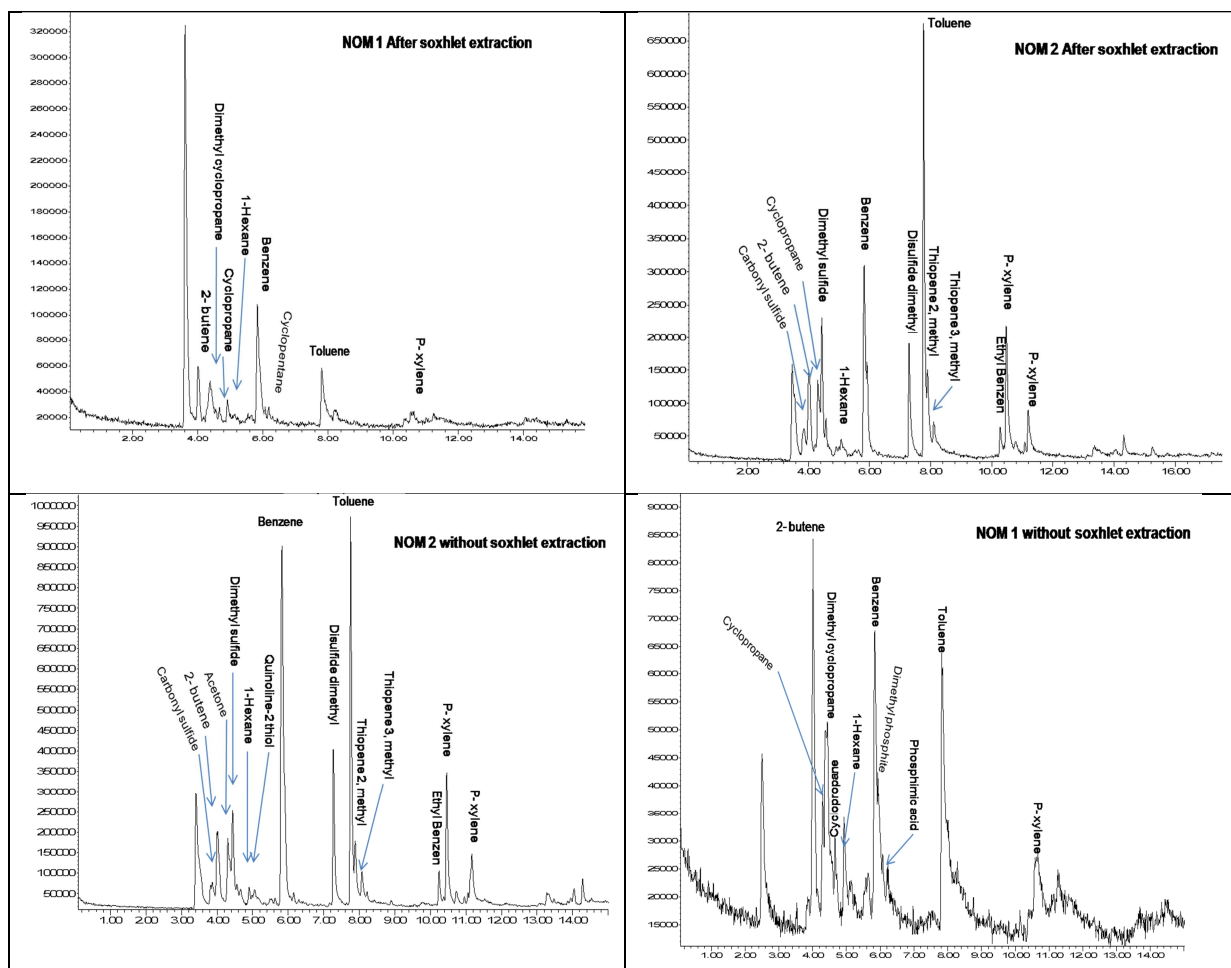 NOM 1 After soxhlet extraction
320000
300000
280000
260000
240000
220000
200000
180000
160000
140000
120000
100000
80000
60000
40000
20000
2- butene
Dimethyl cyclopropane
Cyclopropane
1-Hexane
Benzene
Cyclopentane
Toluene
P- xylene
2.00 4.00 6.00 8.00 10.00 12.00 14.00
NOM 2 After soxhlet extraction
650000
600000
550000
500000
450000
400000
350000
300000
250000
200000
150000
100000
50000
Carbonyl sulfide
2- butene
Cyclopropane
Dimethyl sulfide
1-Hexane
Benzene
Disulfide dimethyl
Toluene
Thiopene 2, methyl
Thiopene 3, methyl
Ethyl Benzen
P- xylene
P- xylene
2.00 4.00 6.00 8.00 10.00 12.00 14.00 16.00
NOM 2 without soxhlet extraction
1000000
950000
900000
850000
800000
750000
700000
650000
600000
550000
500000
450000
400000
350000
300000
250000
200000
150000
100000
50000
Carbonyl sulfide
2- butene
Acetone
Dimethyl sulfide
1-Hexane
Quinoline-2 thiol
Benzene
Disulfide dimethyl
Toluene
Thiopene 2, methyl
Thiopene 3, methyl
Ethyl Benzen
P- xylene
P- xylene
1.00 2.00 3.00 4.00 5.00 6.00 7.00 8.00 9.00 10.00 11.00 12.00 13.00 14.00
NOM 1 without soxhlet extraction
90000
85000
80000
75000
70000
65000
60000
55000
50000
45000
40000
35000
30000
25000
20000
15000
Cyclopropane
2- butene
Dimethyl cyclopropane
Cycloropane
1-Hexane
Benzene
Dimethyl phosphite
Phosphimic acid
Toluene
P-xylene
1.00 2.00 3.00 4.00 5.00 6.00 7.00 8.00 9.00 10.00 11.00 12.00 13.00 14.00